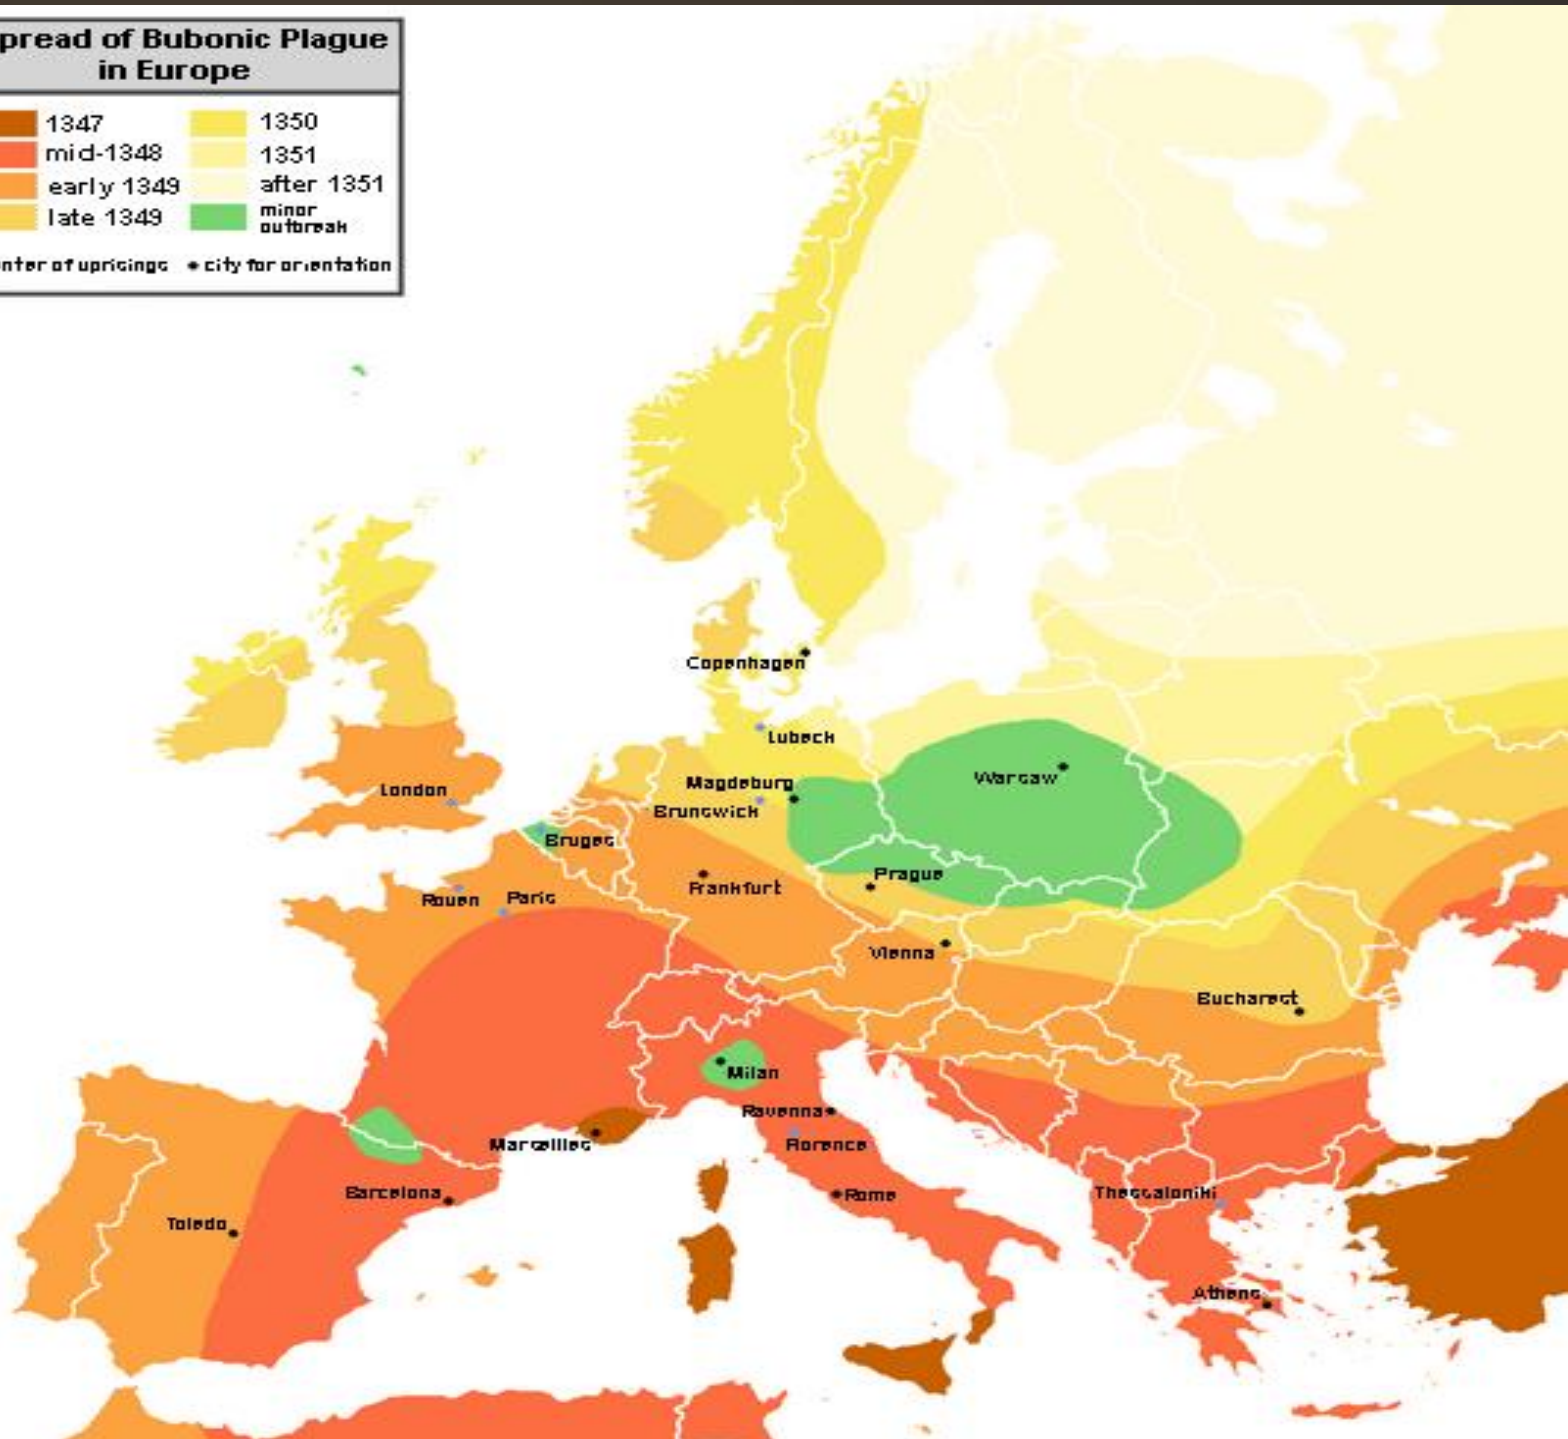 pread of Bubonic Plague
in Europe
1347
mid-1348
early 1349
late 1349
1350
1351
after 1351
minor
outbreak
nter of uprisings
city for orientation
Copenhagen
Lubeck
Magdeburg
Brunswick
Warsaw
London
Bruges
Rouen
Paris
Frankfurt
Prague
Vienna
Bucharest
Milan
Ravenna
Florence
Marseilles
Barcelona
Rome
Toledo
Thessaloniki
Athens